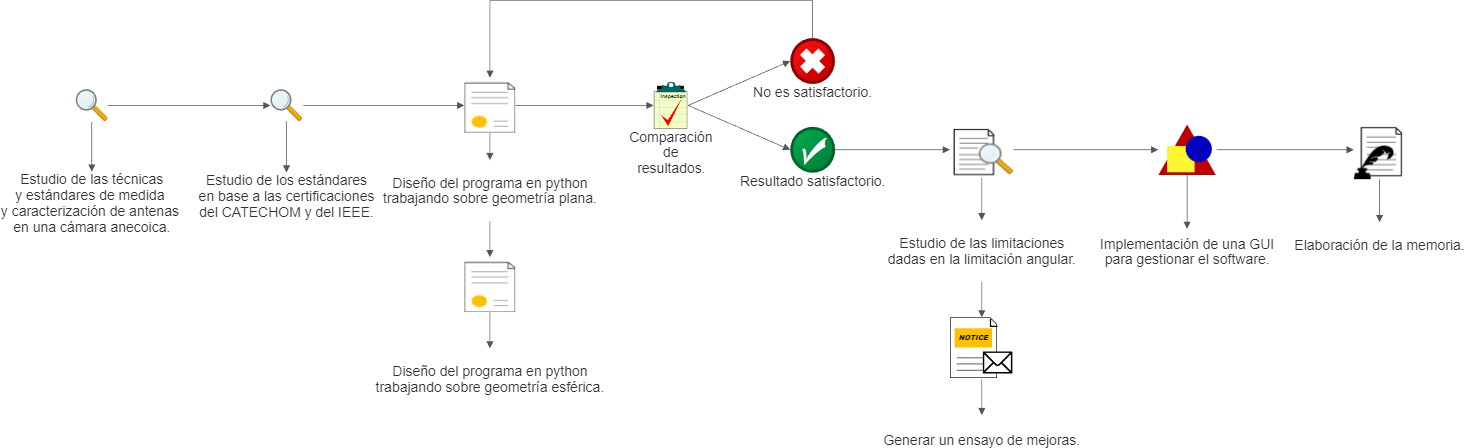 No es satisfactorio.
Inspection
Comparación
de
resultados.
Resultado satisfactorio.
Estudio de las técnicas
y estándares de medida
y caracterización de antenas
en una cámara anecoica.
Estudio de los estándares
en base a las certificaciones
del CATECHOM y del IEEE.
Diseño del programa en python
trabajando sobre geometría plana.
Diseño del programa en python
trabajando sobre geometría esférica.
Estudio de las limitaciones
dadas en la limitación angular.
NOTICE
Generar un ensayo de mejoras.
Implementación de una GUI
para gestionar el software.
Elaboración de la memoria.